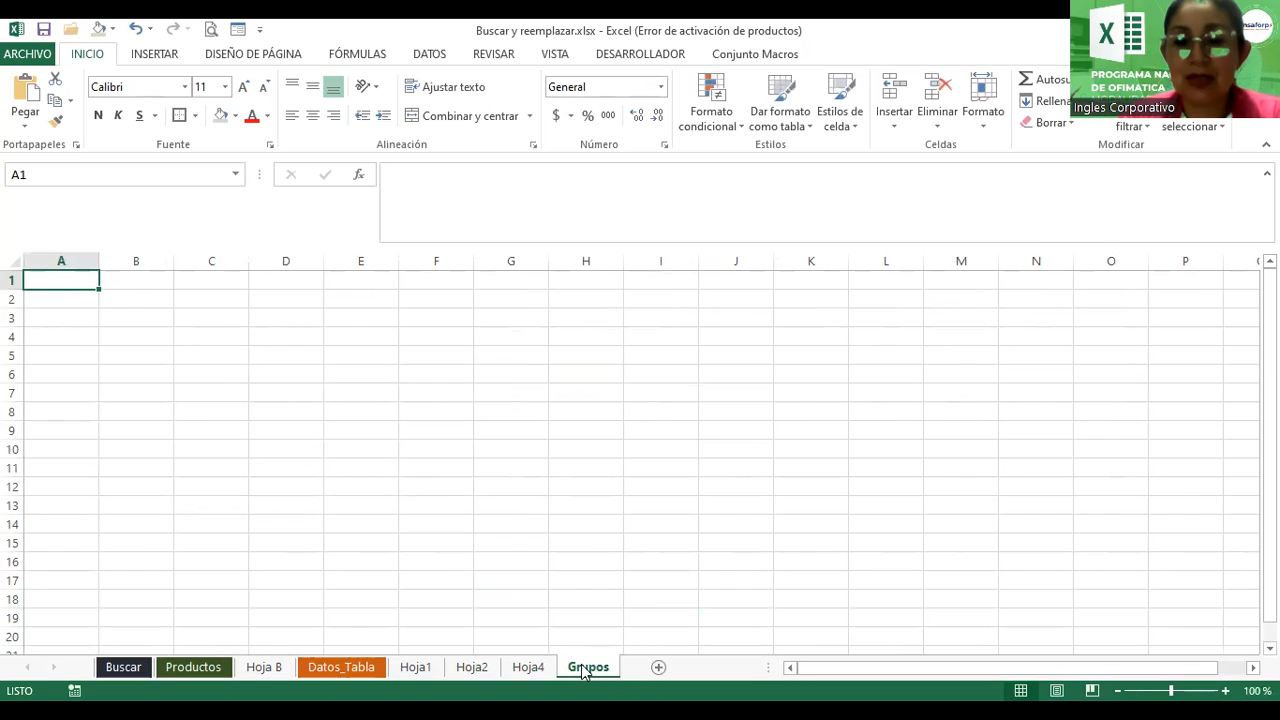 Buscar y reemplazar.xlsx - Excel (Error de activación de productos)
ARCHIVO INICIO INSERTAR DISEÑO DE PÁGINA FÓRMULAS DATOS REVISAR VISTA DESARROLLADOR Conjunto Macros
PROGRAMA NA
DE OFIMÁTICA
Ingles Corporativo
Pegar
Calibri 11
N K S
Ajustar texto
Combinar y centrar
General
$ % 000
Formato condicional
Dar formato como tabla
Estilos de celda
Insertar Eliminar Formato
Autosu
Rellena
Borrar
filtrar
seleccionar
Portapapeles Fuente Alineación Número Estilos Celdas Modificar
A1
fx
A B C D E F G H I J K L M N O P
1
2
3
4
5
6
7
8
9
10
11
12
13
14
15
16
17
18
19
20
Buscar Productos Hoja B Datos_Tabla Hoja1 Hoja2 Hoja4 Grupos
LISTO
100 %